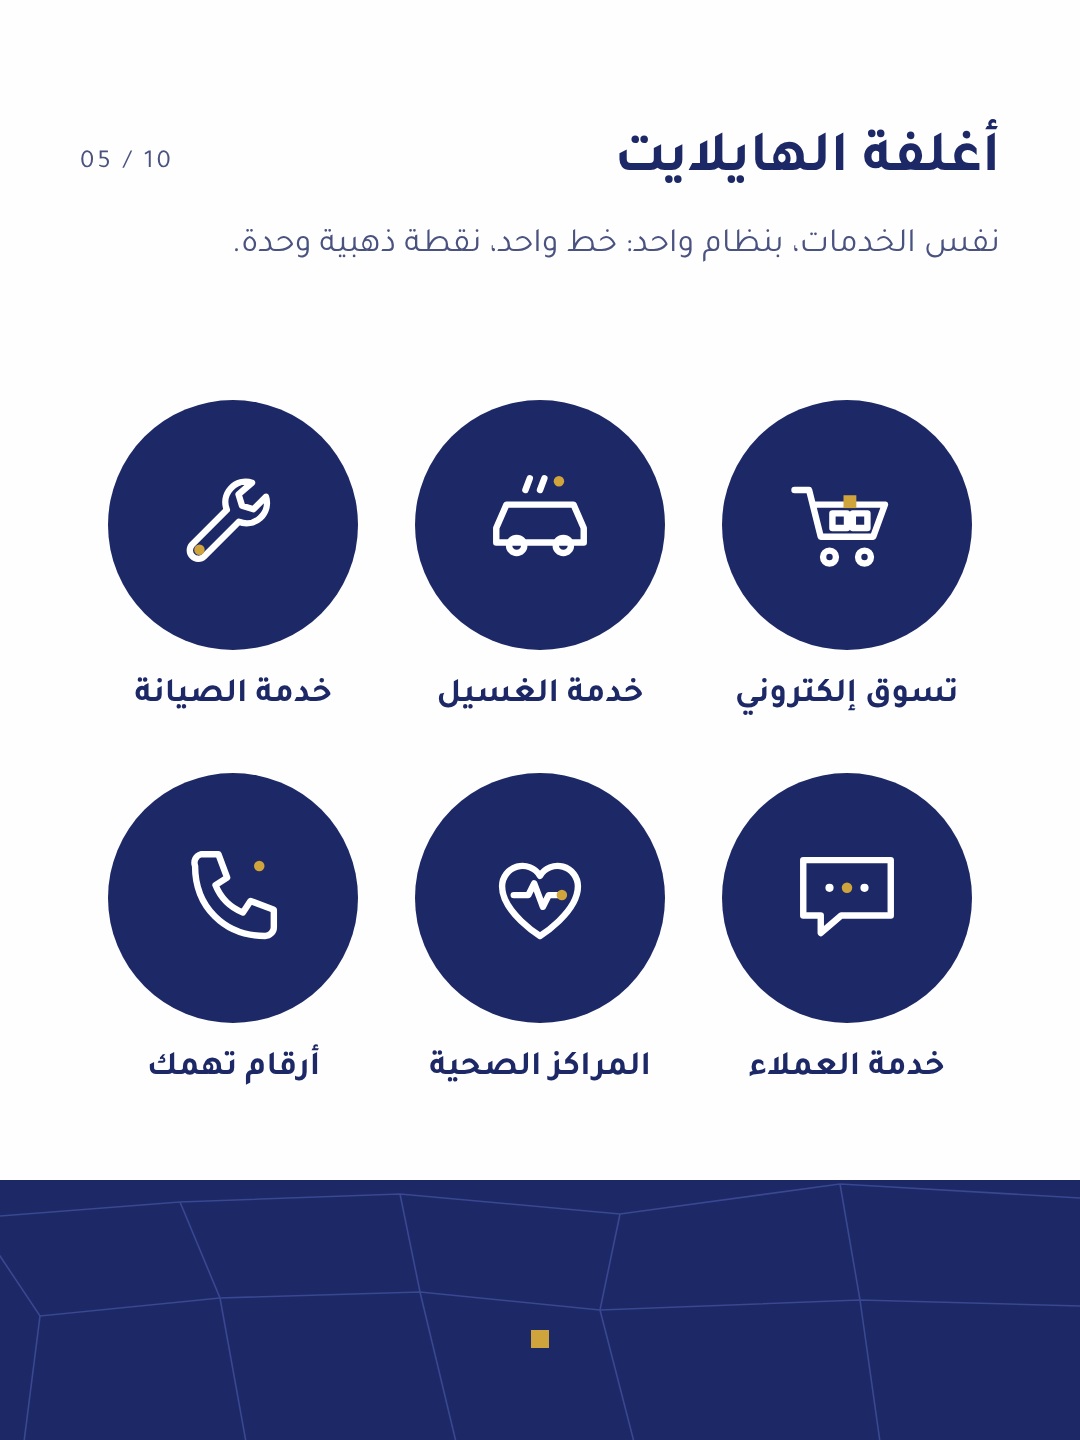 أغلفة الهايلايت
05 / 10
نفس الخدمات، بنظام واحد: خط واحد، نقطة ذهبية وحدة.
تسوق إلكتروني
خدمة الغسيل
خدمة الصيانة
خدمة العملاء
المراكز الصحية
أرقام تهمك